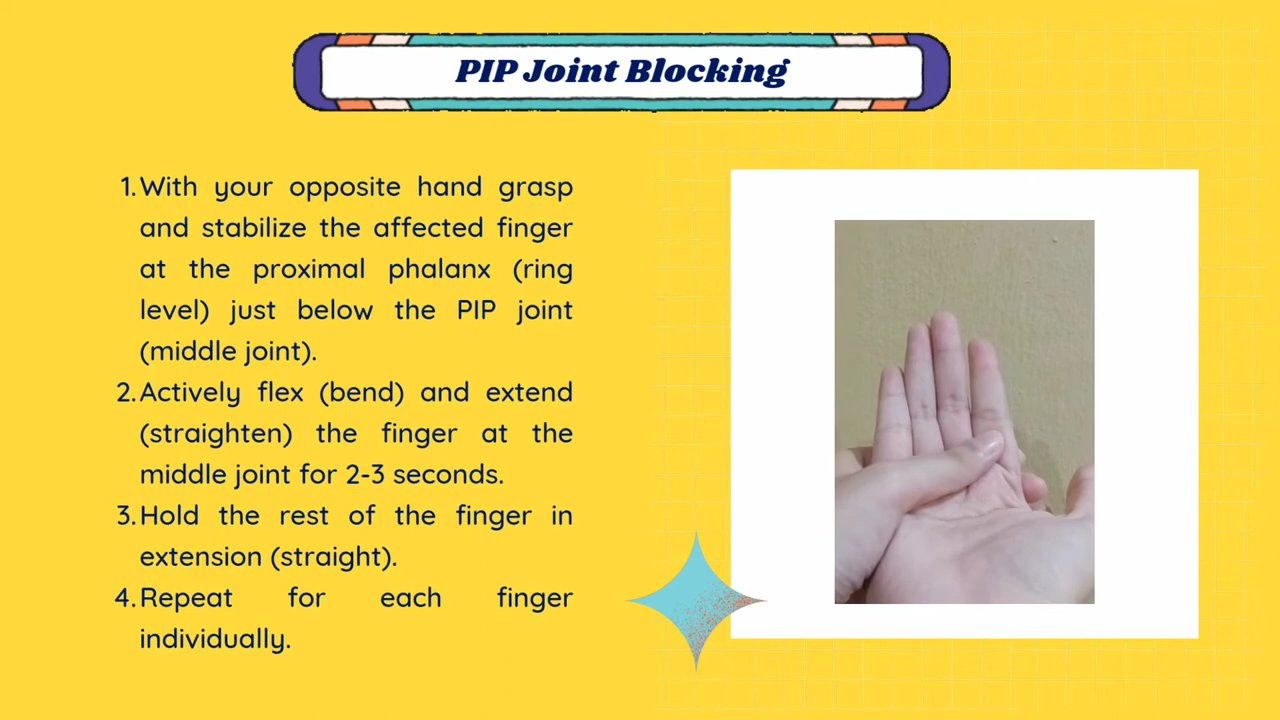 PIP Joint Blocking
1. With your opposite hand grasp
and stabilize the affected finger
at the proximal phalanx (ring
level) just below the PIP joint
(middle joint).
2. Actively flex (bend) and extend
(straighten) the finger at the
middle joint for 2-3 seconds.
3. Hold the rest of the finger in
extension (straight).
4. Repeat for each finger
individually.